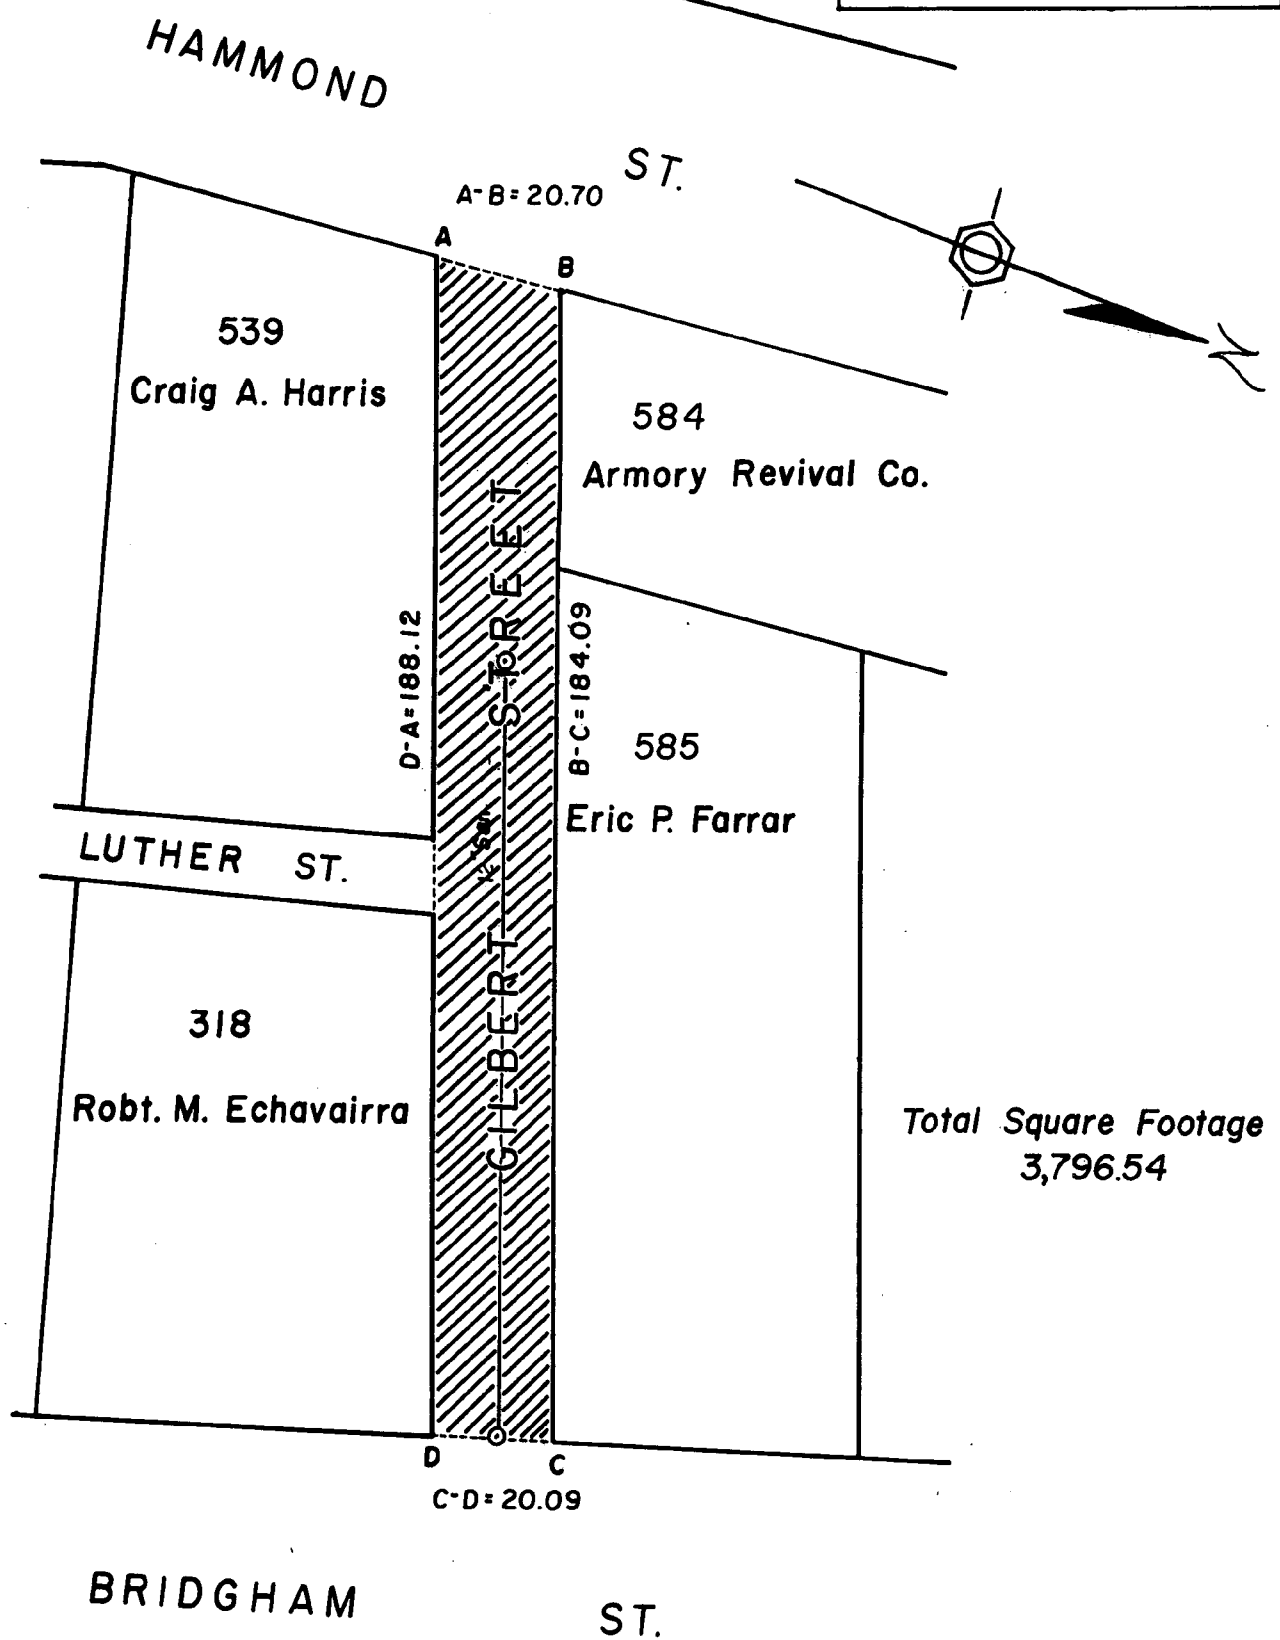 HAMMOND ST.
A-B=20.70
A
B
N
539
Craig A. Harris
584
Armory Revival Co.
D-A=188.12
GILBERT STREET
B-C=184.09
585
Eric P. Farrar
LUTHER ST.
318
Robt. M. Echavairra
Total Square Footage
3,796.54
D
C
C-D=20.09
BRIDGHAM ST.